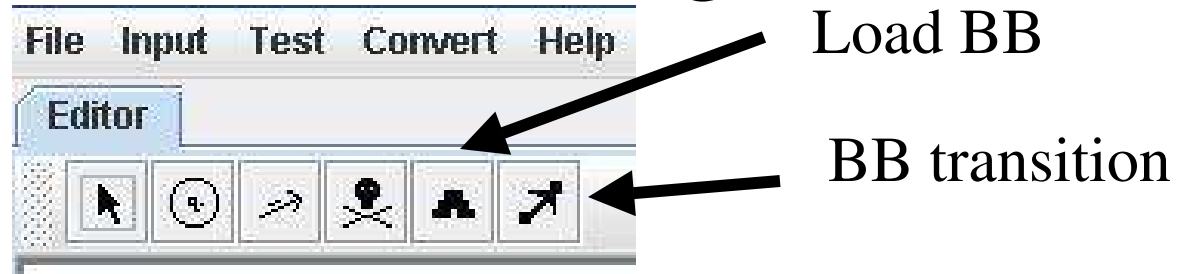 File Input Test Convert Help
Load BB
Editor
BB transition
q